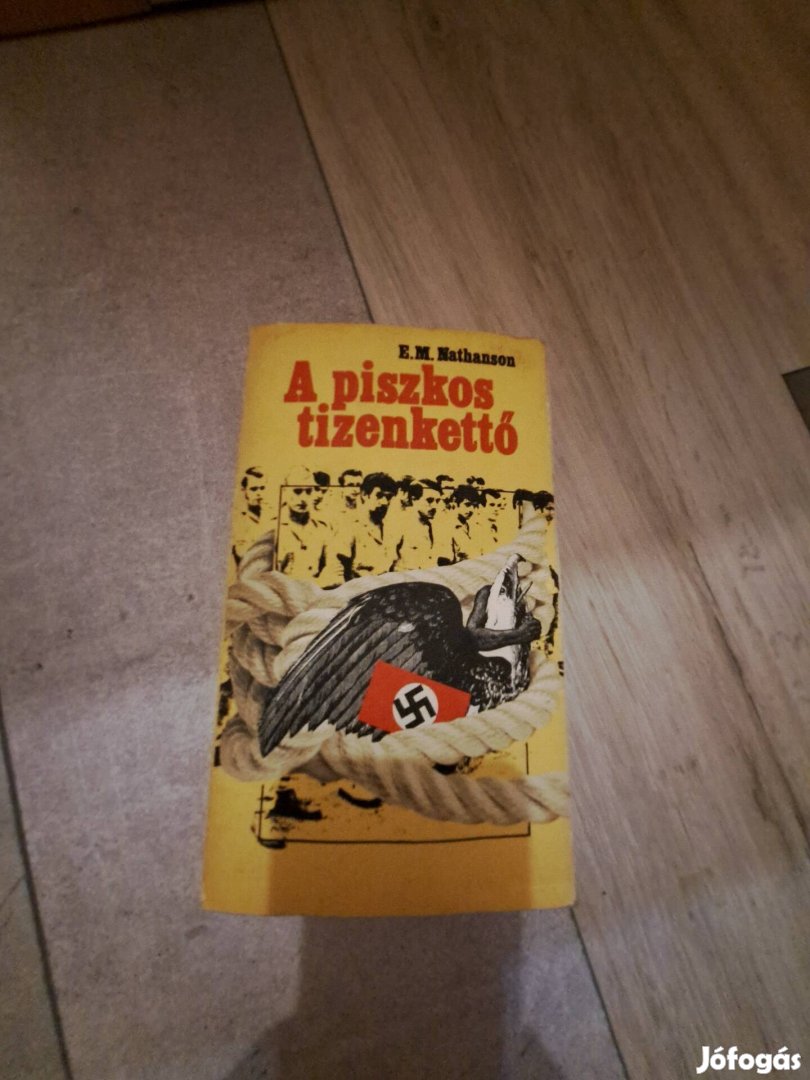 E.M. Nathanson
A piszkos
tizenkettő
Jófogás